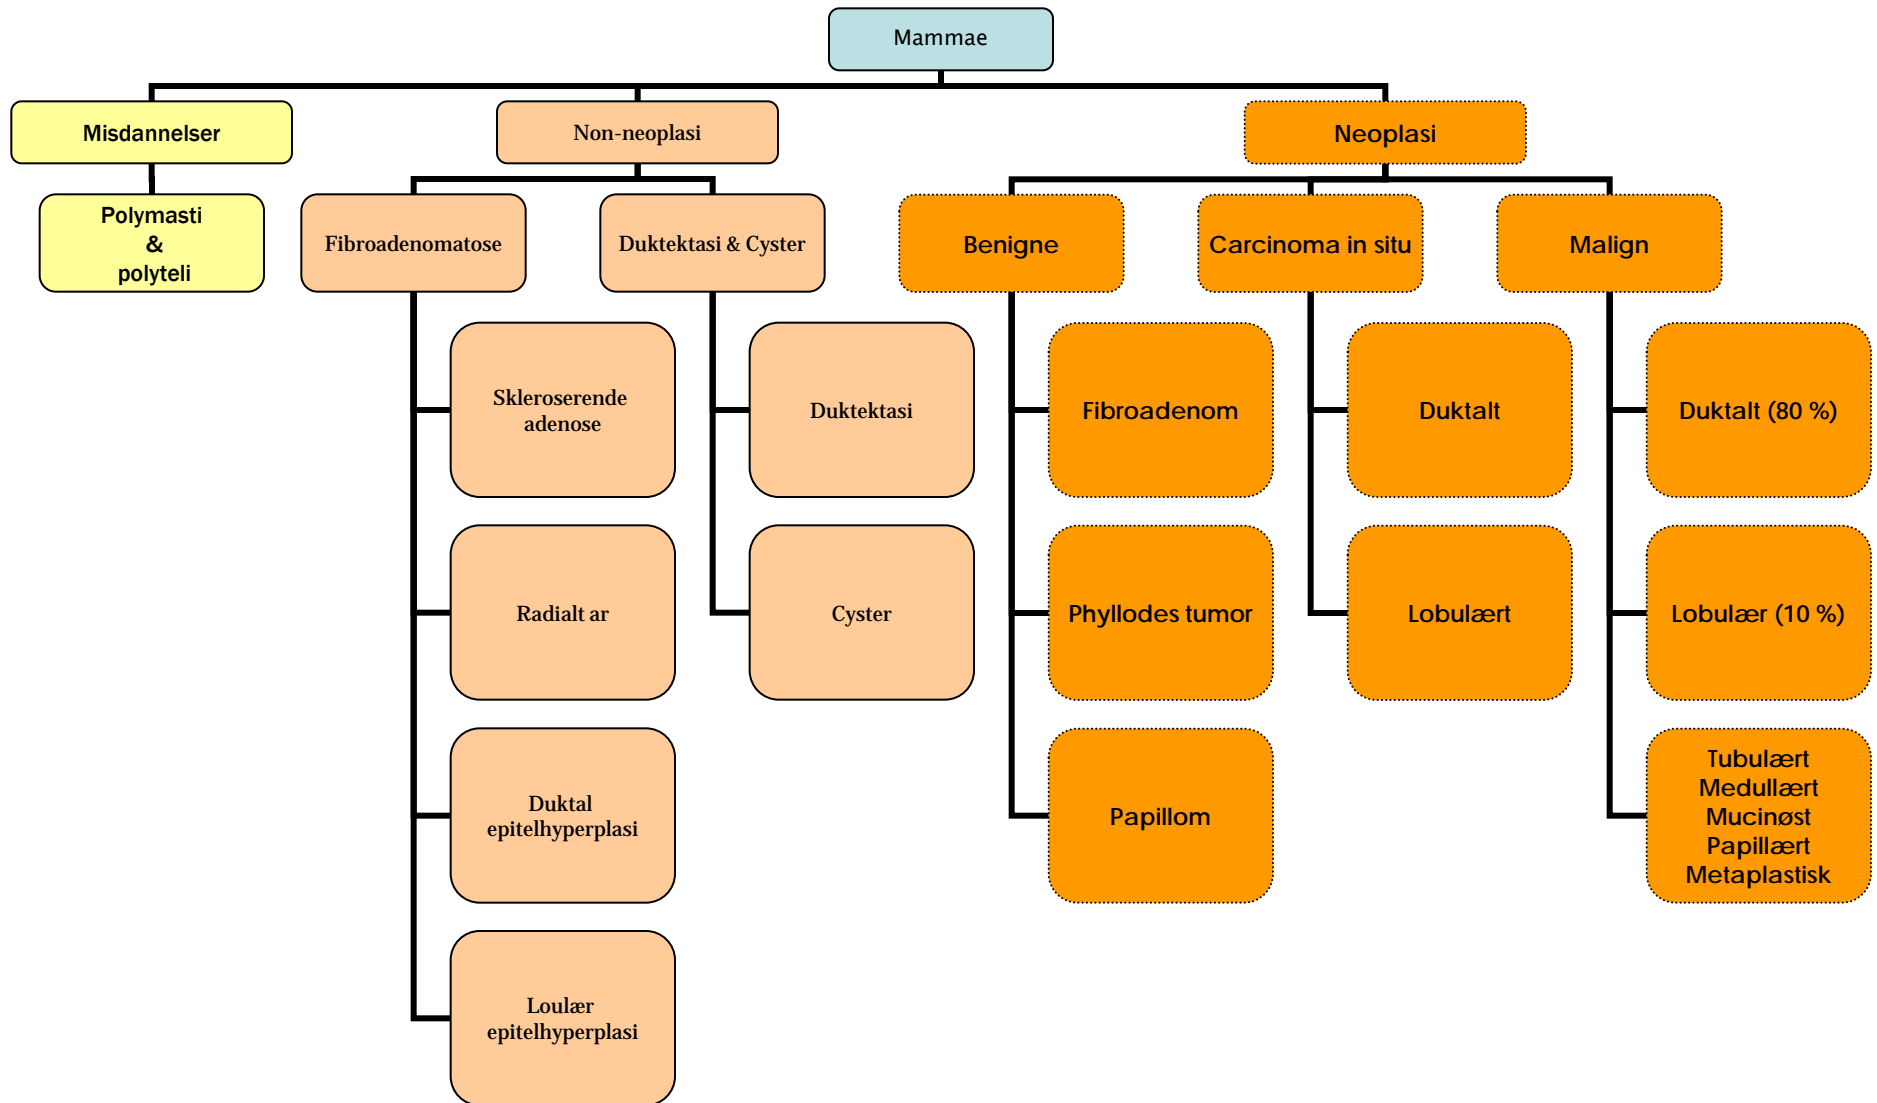 Mammae
Misdannelser
Non-neoplasi
Neoplasi
Polymasti
&
polyteli
Fibroadenomatose
Duktektasi & Cyster
Benigne
Carcinoma in situ
Malign
Skleroserende
adenose
Duktektasi
Fibroadenom
Duktalt
Duktalt (80 %)
Radialt ar
Cyster
Phyllodes tumor
Lobulært
Lobulær (10 %)
Duktal
epitelhyperplasi
Papillom
Tubulært
Medullært
Mucinøst
Papillært
Metaplastisk
Loulær
epitelhyperplasi